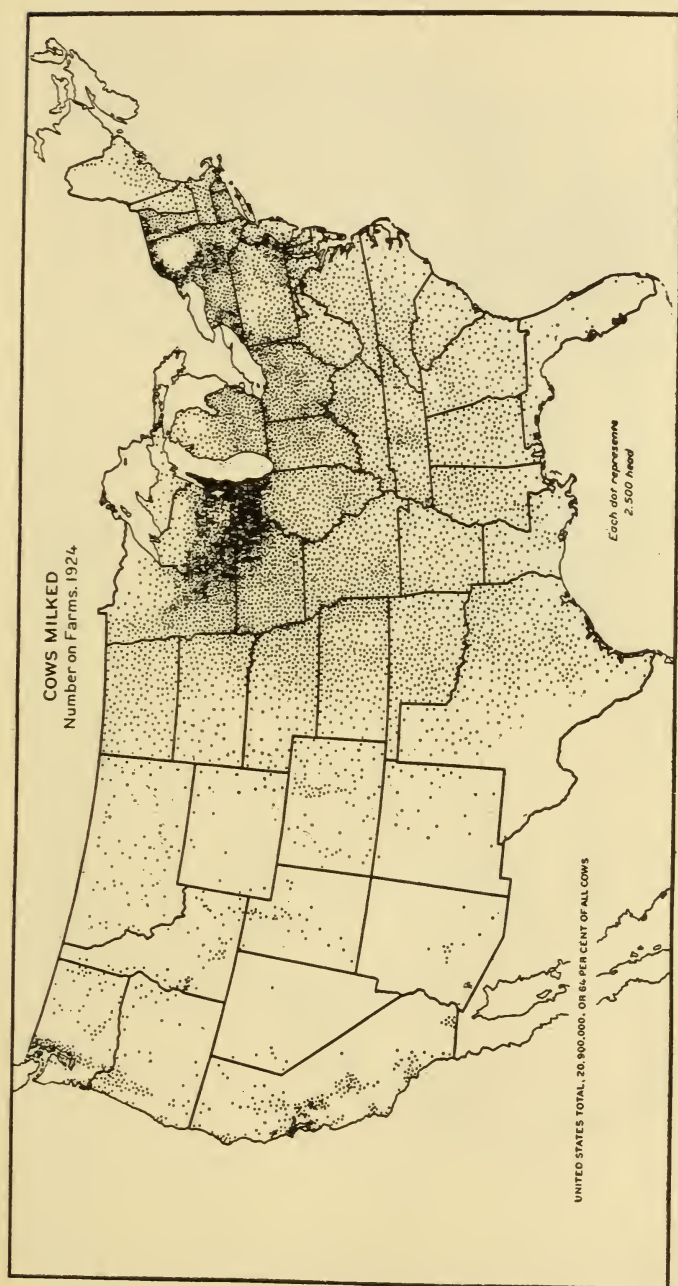 COWS MILKED
Number on Farms. 1924
Each dot represents
2.500 head
UNITED STATES TOTAL, 20,900,000, OR 64 PER CENT OF ALL COWS